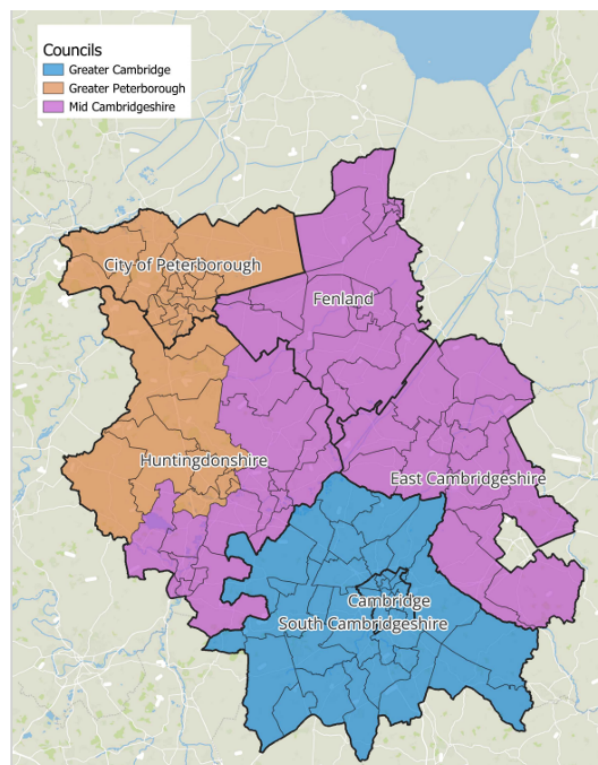 Councils
Greater Cambridge
Greater Peterborough
Mid Cambridgeshire
City of Peterborough
Fenland
Huntingdonshire
East Cambridgeshire
Cambridge
South Cambridgeshire